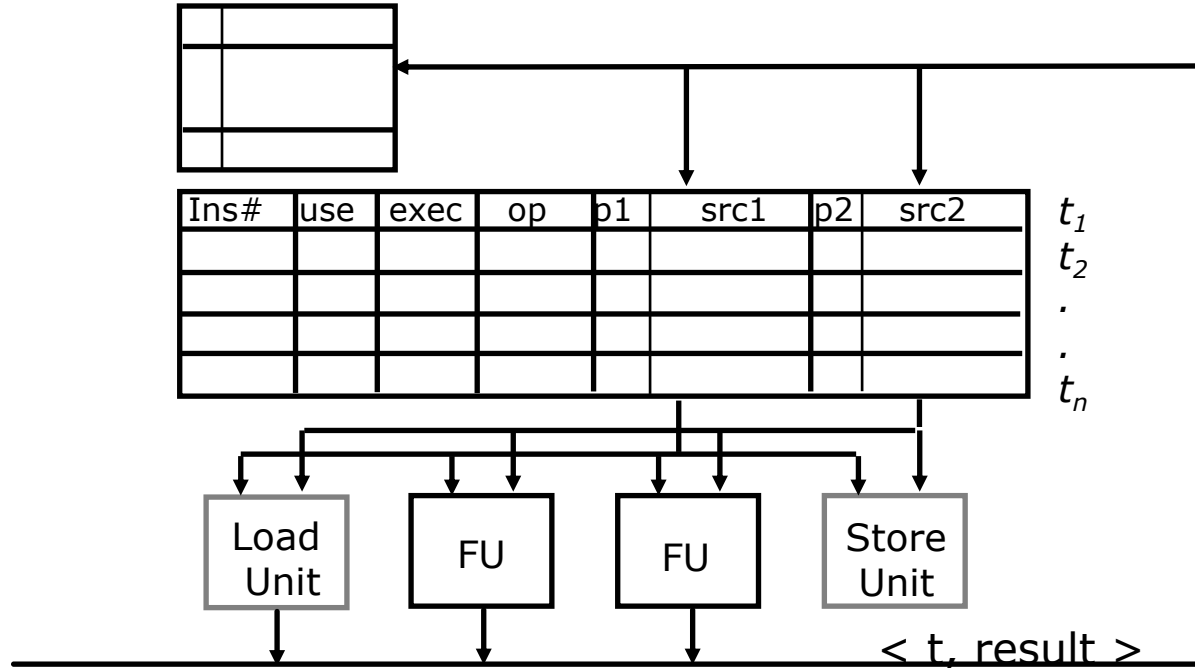 Ins# use exec op p1 src1 p2 src2 t1
t2
.
.
tn
Load Unit
FU
FU
Store Unit
< t, result >